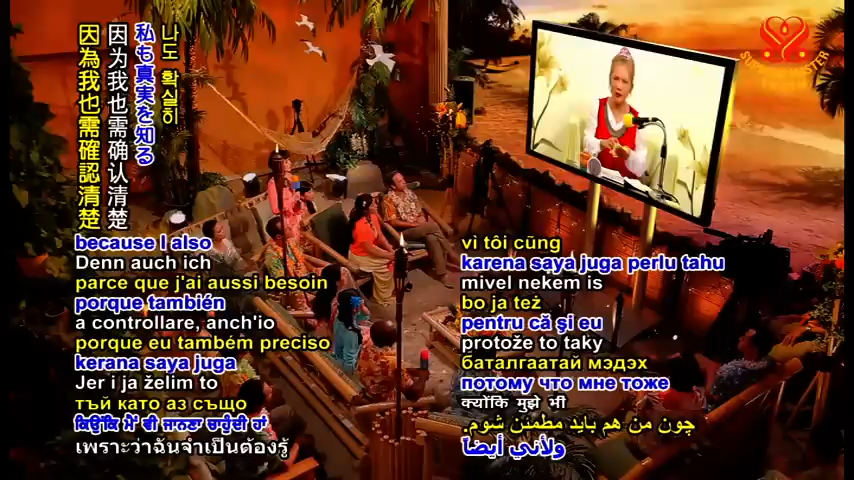 因為我也需確認清楚
因为我也需确认清楚
私も真実を知る
나도 확실히
because I also
Denn auch ich
parce que j'ai aussi besoin
porque también
a controllare, anch'io
porque eu também preciso
kerana saya juga
Jer i ja želim to
тъй като аз също
ਕਿਉਂਕਿ ਮੈਂ ਵੀ ਜਾਨਣਾ ਚਾਹੁੰਦੀ ਹਾਂ
เพราะว่าฉันจำเป็นต้องรู้
vì tôi cũng
karena saya juga perlu tahu
mivel nekem is
bo ja też
pentru că şi eu
protože to taky
баталгаатай мэдэх
потому что мне тоже
क्योंकि मुझे भी
چون من هم باید مطمئن شوم.
ولأني أيضاً